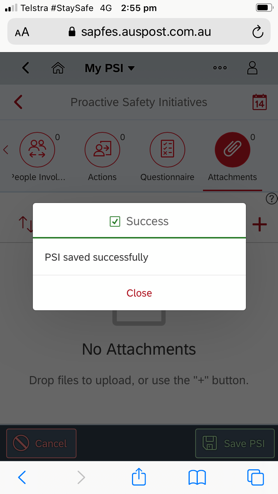 Telstra #StaySafe 4G 2:55 pm
AA sapfes.auspost.com.au
My PSI
Proactive Safety Initiatives
14
0 0 0
eople Invol... Actions Questionnaire Attachments
?
Success
PSI saved successfully
Close
No Attachments
Drop files to upload, or use the "+" button.
Cancel Save PSI